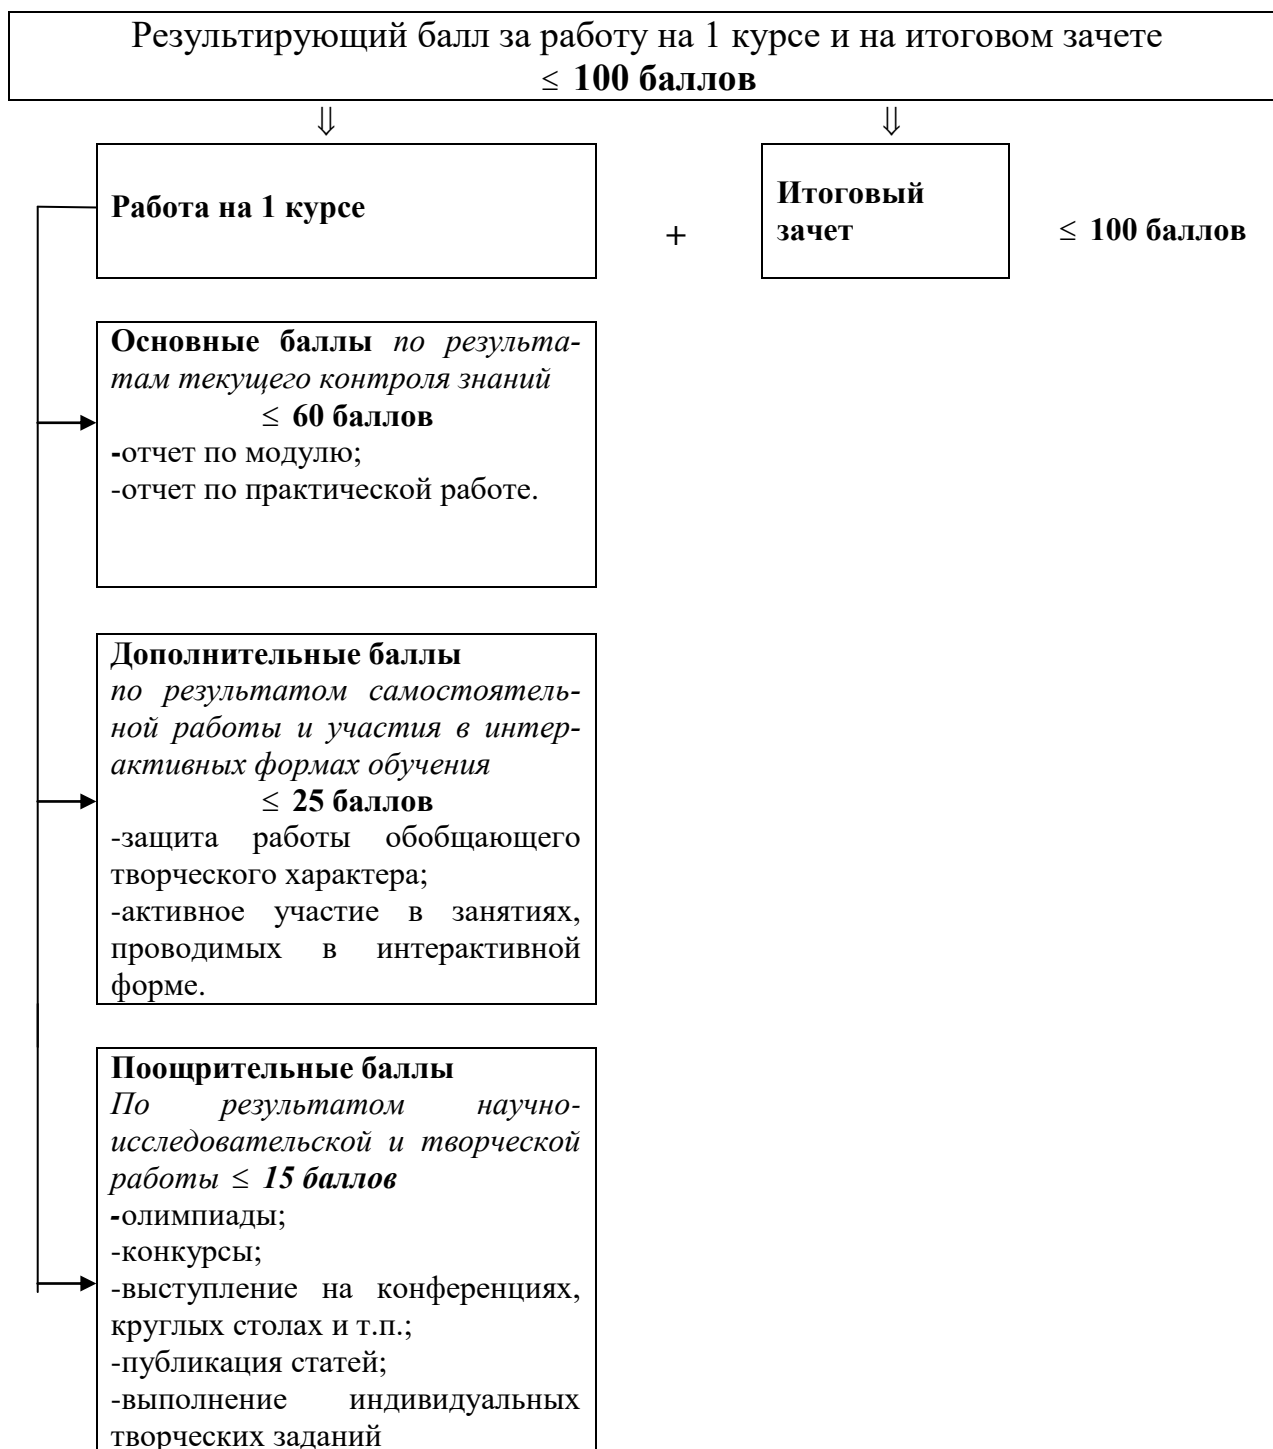 Результирующий балл за работу на 1 курсе и на итоговом зачете
≤ 100 баллов
⇓ ⇓
Работа на 1 курсе
+
Итоговый
зачет
≤ 100 баллов
Основные баллы по результа-
там текущего контроля знаний
≤ 60 баллов
-отчет по модулю;
-отчет по практической работе.
Дополнительные баллы
по результатом самостоятель-
ной работы и участия в интер-
активных формах обучения
≤ 25 баллов
-защита работы обобщающего
творческого характера;
-активное участие в занятиях,
проводимых в интерактивной
форме.
Поощрительные баллы
По результатом научно-
исследовательской и творческой
работы ≤ 15 баллов
-олимпиады;
-конкурсы;
-выступление на конференциях,
круглых столах и т.п.;
-публикация статей;
-выполнение индивидуальных
творческих заданий